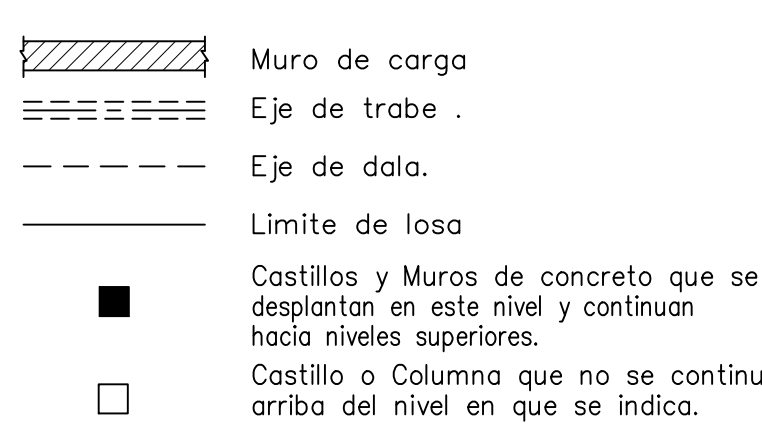 Muro de carga
Eje de trabe .
Eje de dala.
Limite de losa
Castillos y Muros de concreto que se
desplantan en este nivel y continuan
hacia niveles superiores.
Castillo o Columna que no se continu
arriba del nivel en que se indica.